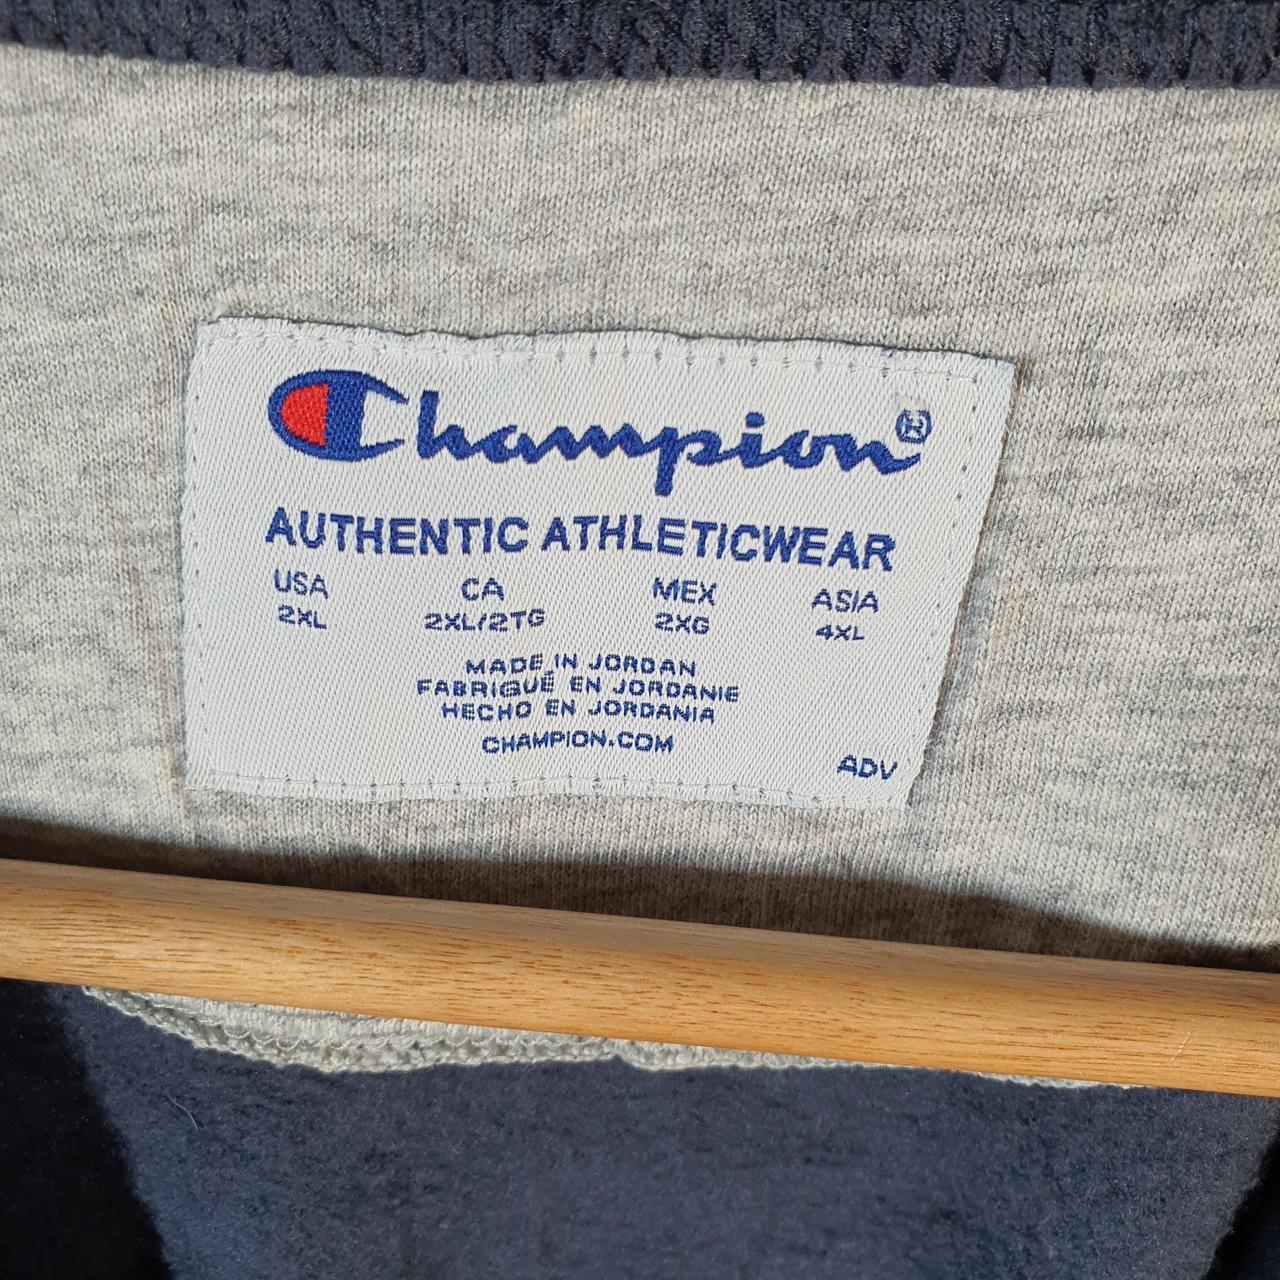 Champion®
AUTHENTIC ATHLETICWEAR
USA CA MEX ASIA
2XL 2XL/2TG 2XG 4XL
MADE IN JORDAN
FABRIQUÉ EN JORDANIE
HECHO EN JORDANIA
CHAMPION.COM
ADV